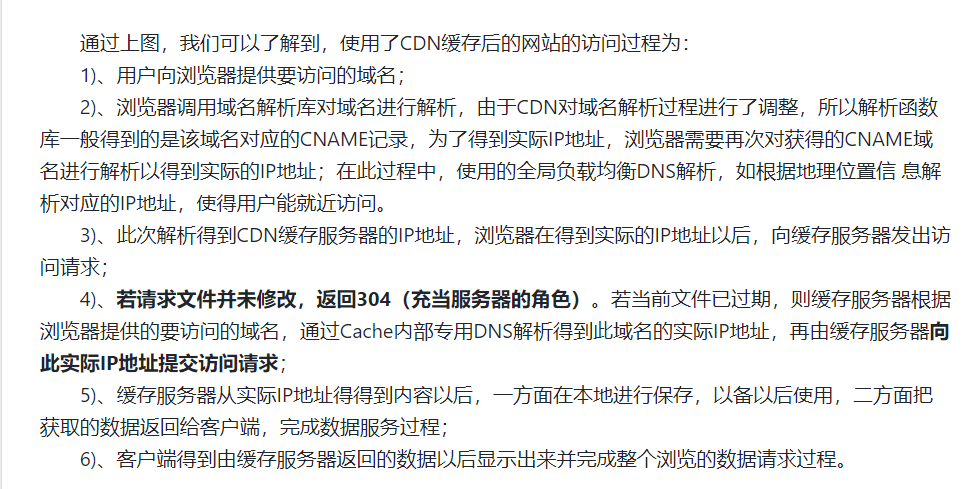 通过上图，我们可以了解到，使用了CDN缓存后的网站的访问过程为：
1)、用户向浏览器提供要访问的域名；
2)、浏览器调用域名解析库对域名进行解析，由于CDN对域名解析过程进行了调整，所以解析函数
库一般得到的是该域名对应的CNAME记录，为了得到实际IP地址，浏览器需要再次对获得的CNAME域
名进行解析以得到实际的IP地址；在此过程中，使用的全局负载均衡DNS解析，如根据地理位置信 息解
析对应的IP地址，使得用户能就近访问。
3)、此次解析得到CDN缓存服务器的IP地址，浏览器在得到实际的IP地址以后，向缓存服务器发出访
问请求；
4)、若请求文件并未修改，返回304（充当服务器的角色）。若当前文件已过期，则缓存服务器根据
浏览器提供的要访问的域名，通过Cache内部专用DNS解析得到此域名的实际IP地址，再由缓存服务器向
此实际IP地址提交访问请求；
5)、缓存服务器从实际IP地址得得到内容以后，一方面在本地进行保存，以备以后使用，二方面把
获取的数据返回给客户端，完成数据服务过程；
6)、客户端得到由缓存服务器返回的数据以后显示出来并完成整个浏览的数据请求过程。